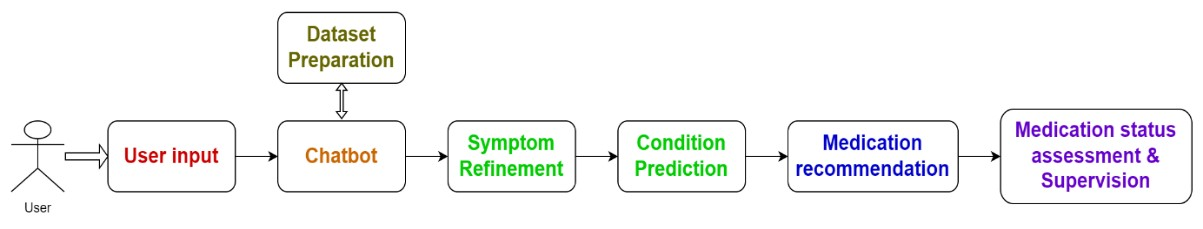 Dataset
Preparation
User input
Chatbot
Symptom
Refinement
Condition
Prediction
Medication
recommendation
Medication status
assessment &
Supervision
User